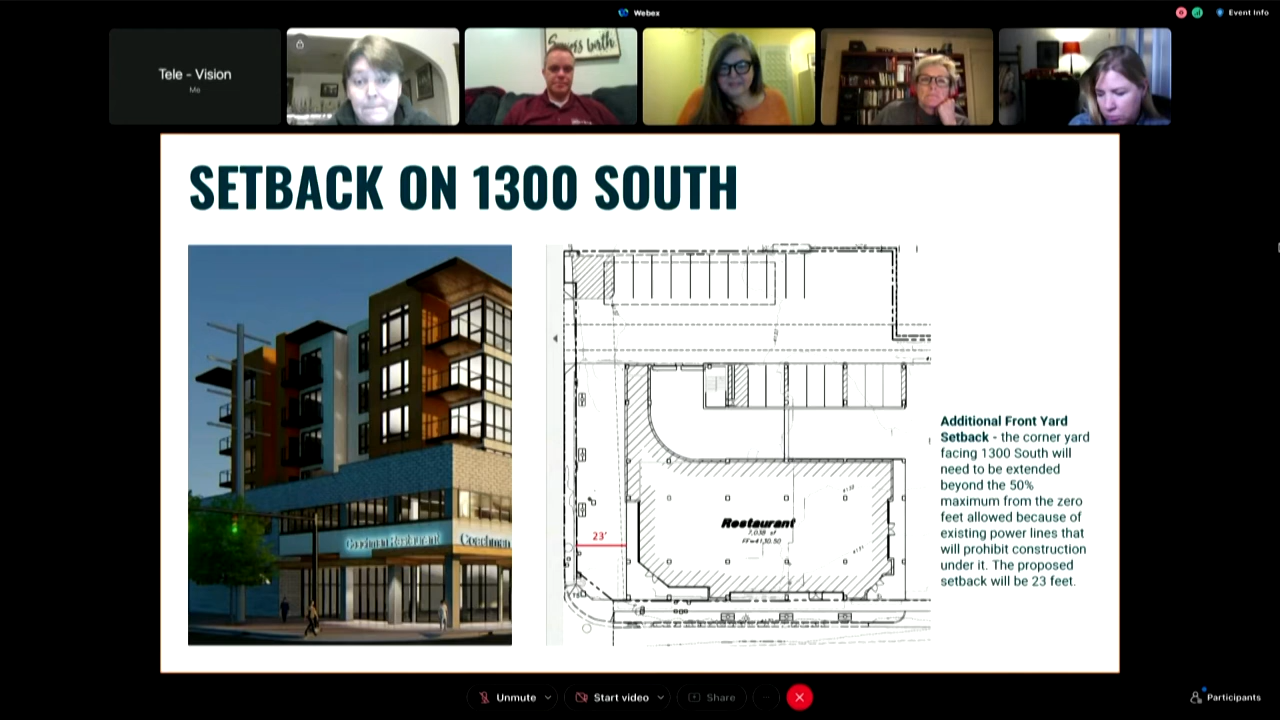 Webex
Event Info
Tele - Vision
Me
SETBACK ON 1300 SOUTH
Coachman Restaurant
Coachman
23'
Restaurant
7,038 sf
Additional Front Yard
Setback - the corner yard
facing 1300 South will
need to be extended
beyond the 50%
maximum from the zero
feet allowed because of
existing power lines that
will prohibit construction
under it. The proposed
setback will be 23 feet.
Unmute
Start video
Share
Participants